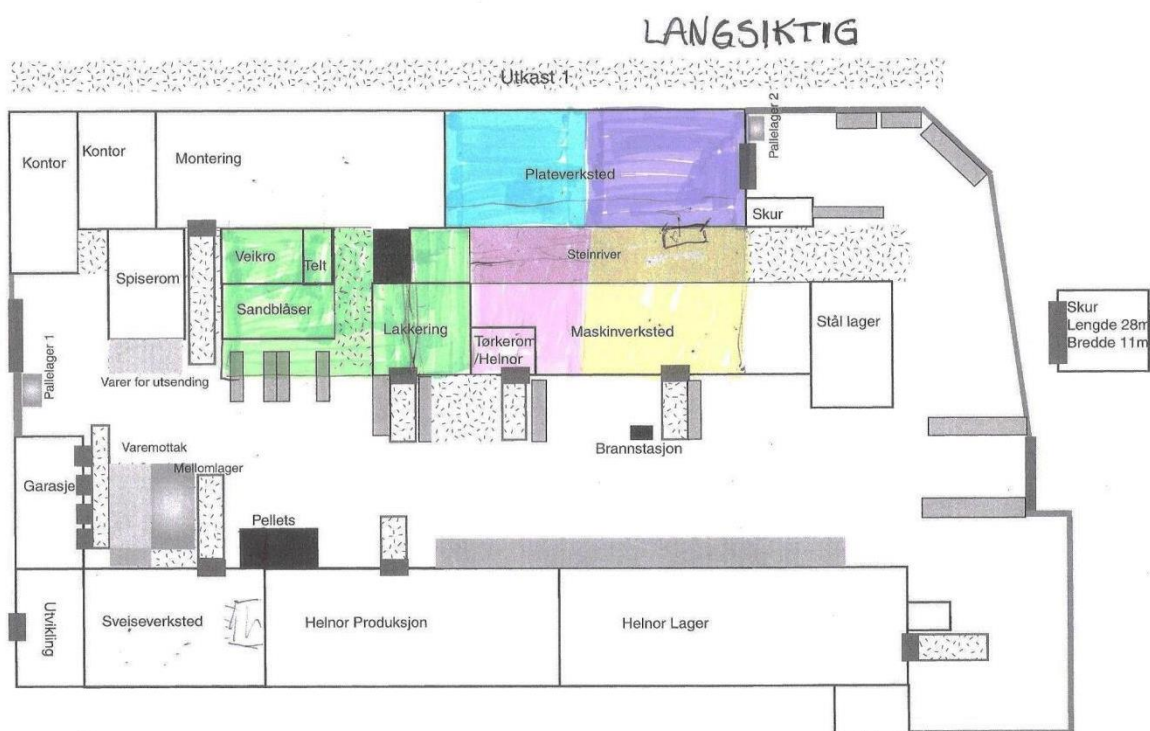 LANGSIKTIG
Utkast 1
Kontor
Kontor
Montering
Plateverksted
Pallelager 2
Skur
Veikro
Telt
Steinriver
Spiserom
Sandblåser
Lakkering
Tørkerom
/Helnor
Maskinverksted
Stål lager
Skur
Lengde 28m
Bredde 11m
Pallelager 1
Varer for utsending
Brannstasjon
Varemottak
Mellomlager
Garasje
Pellets
Utvikling
Sveiseverksted
Helnor Produksjon
Helnor Lager